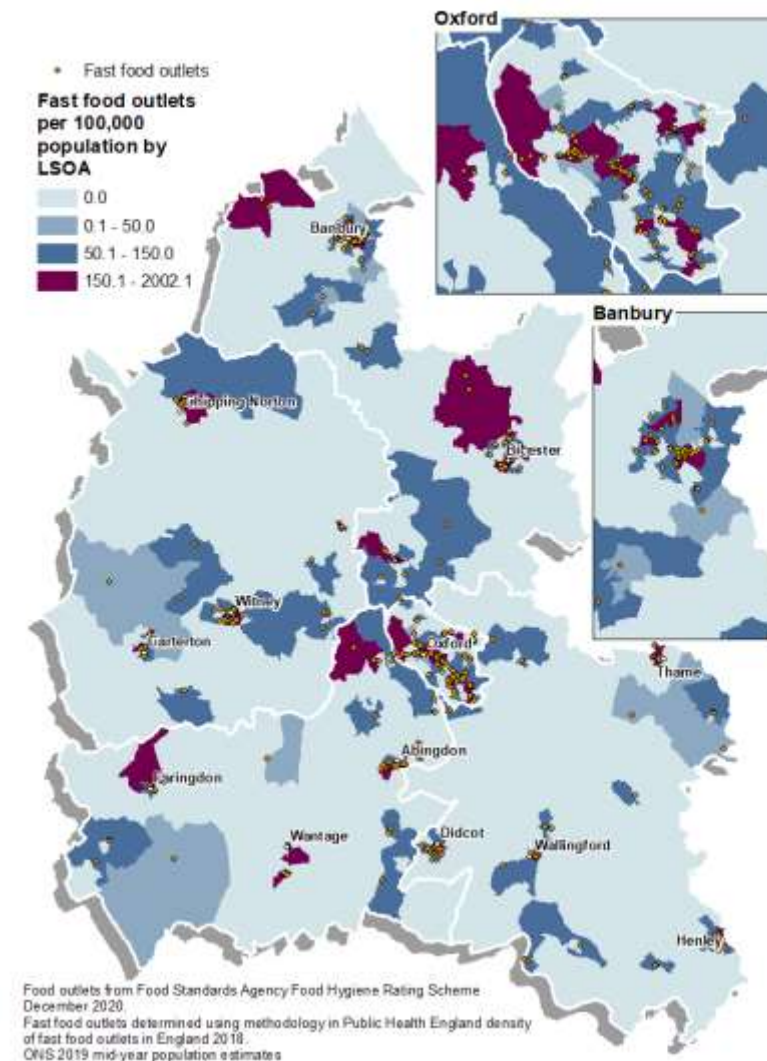 Oxford
Fast food outlets
Fast food outlets
per 100,000
population by
LSOA
0.0
0.1 - 50.0
50.1 - 150.0
150.1 - 2002.1
Banbury
Banbury
Chipping Norton
Bicester
Witney
Carterton
Oxford
Thame
Abingdon
Faringdon
Wantage
Didcot
Wallingford
Henley
Food outlets from Food Standards Agency Food Hygiene Rating Scheme
December 2020.
Fast food outlets determined using methodology in Public Health England density
of fast food outlets in England 2018.
ONS 2019 mid-year population estimates